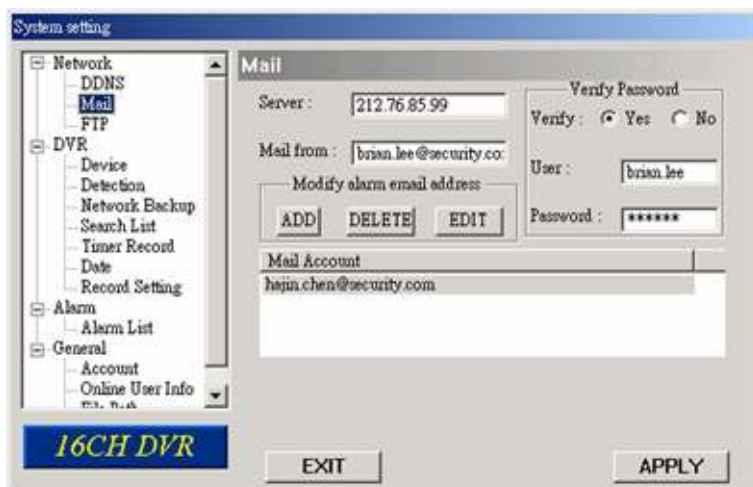 System setting
Network
DDNS
Mail
FTP
DVR
Device
Detection
Network Backup
Search List
Timer Record
Date
Record Setting
Alarm
Alarm List
General
Account
Online User Info
File Path
16CH DVR
Mail
Server :
212.76.85.99
Mail from :
brian.lee@security.co
Modify alarm email address
ADD
DELETE
EDIT
Verify Password
Verify :
Yes
No
User :
brian.lee
Password :
******
Mail Account
hajin.chen@security.com
EXIT
APPLY